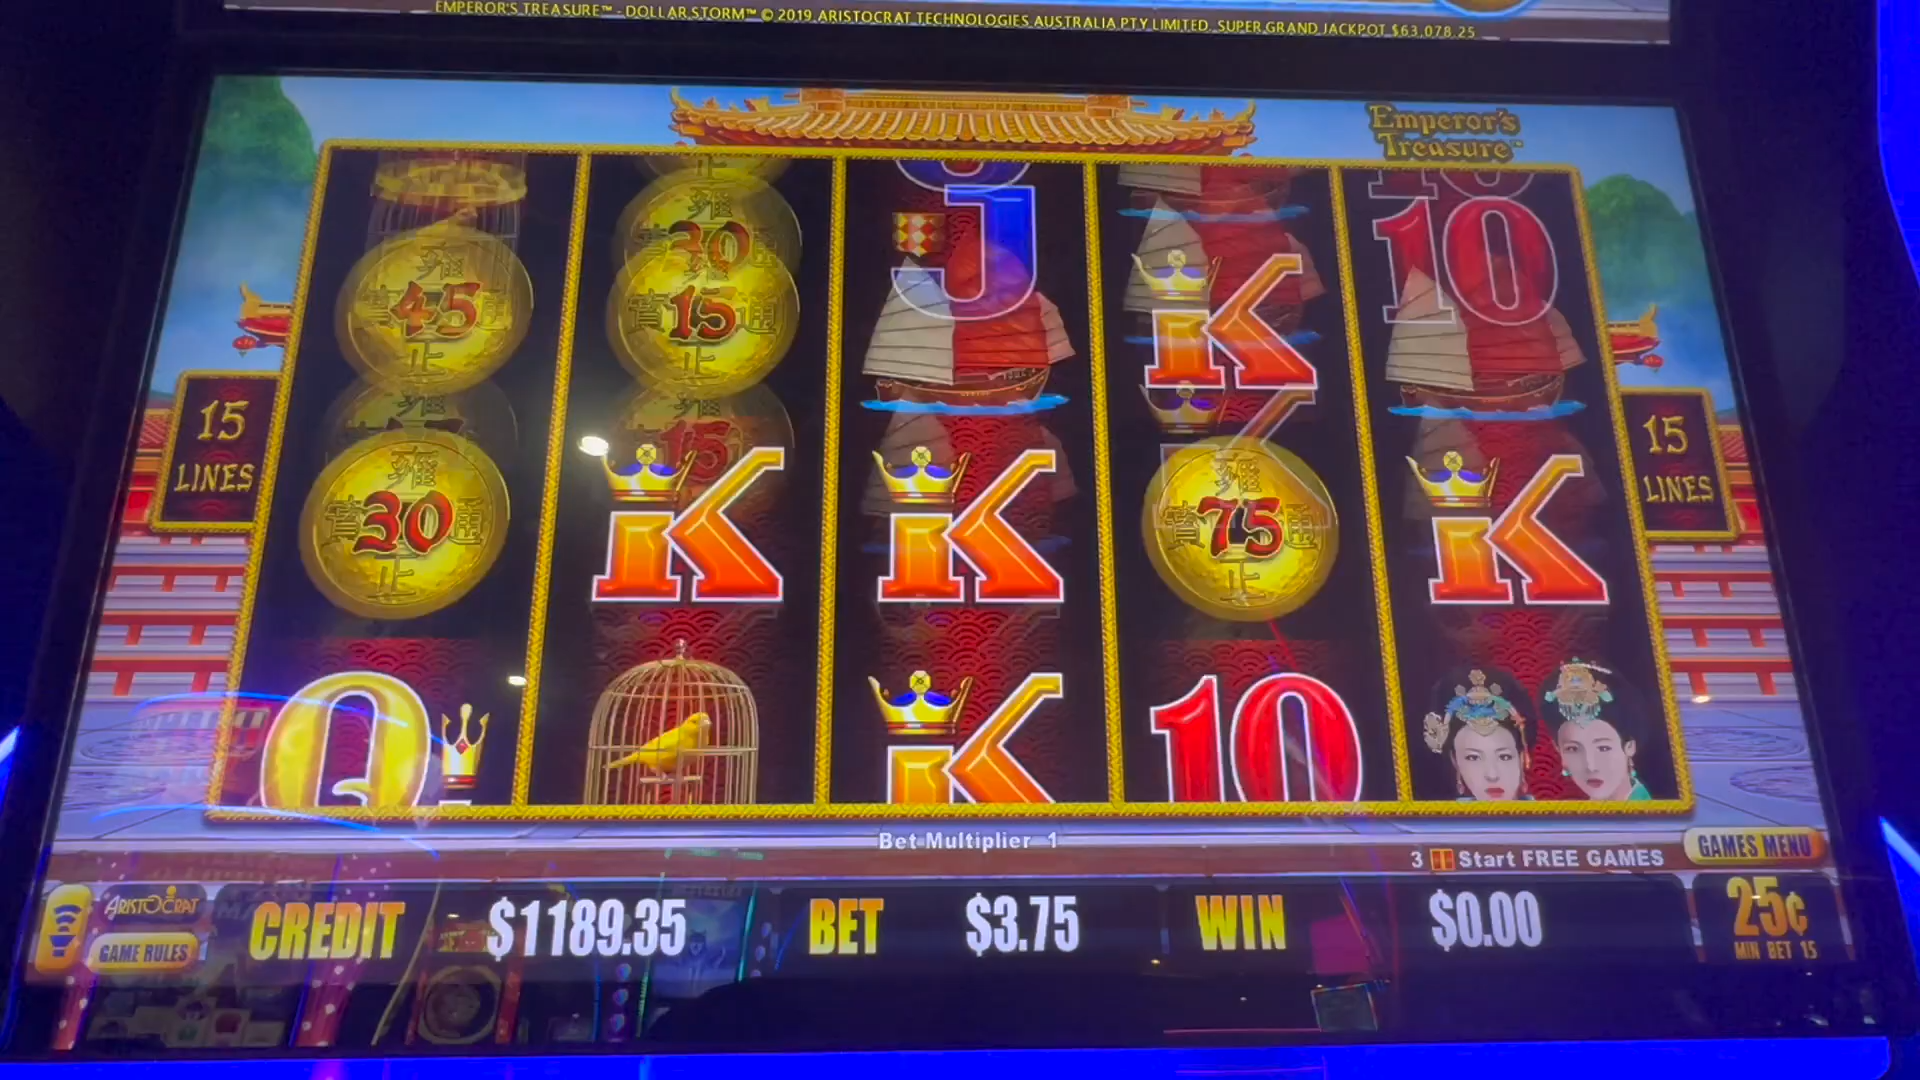 EMPEROR'S TREASURE™ - DOLLAR STORM™ © 2019 ARISTOCRAT TECHNOLOGIES AUSTRALIA PTY LIMITED. SUPER GRAND JACKPOT $63,078.25
Emperor's
Treasure™
10
J
30
45
15
K
15
LINES
15
LINES
15
30
K
K
75
K
Q
K
10
Bet Multiplier 1
3 Start FREE GAMES
GAMES MENU
ARISTOCRAT
GAME RULES
CREDIT $1189.35 BET $3.75 WIN $0.00
25¢
MIN BET 15